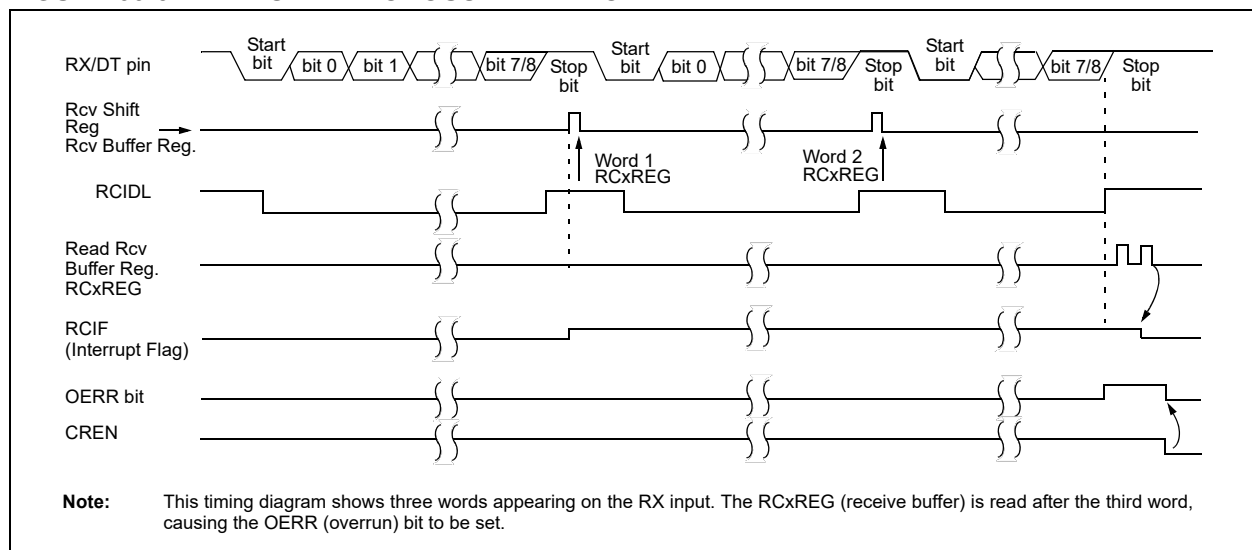 Start
bit
bit 0
bit 1
bit 7/8
Stop
bit
Start
bit
bit 0
bit 7/8
Stop
bit
Start
bit
bit 7/8
Stop
bit
RX/DT pin
Rcv Shift
Reg
Rcv Buffer Reg.
Word 1
RCxREG
Word 2
RCxREG
RCIDL
Read Rcv
Buffer Reg.
RCxREG
RCIF
(Interrupt Flag)
OERR bit
CREN
Note: This timing diagram shows three words appearing on the RX input. The RCxREG (receive buffer) is read after the third word,
causing the OERR (overrun) bit to be set.